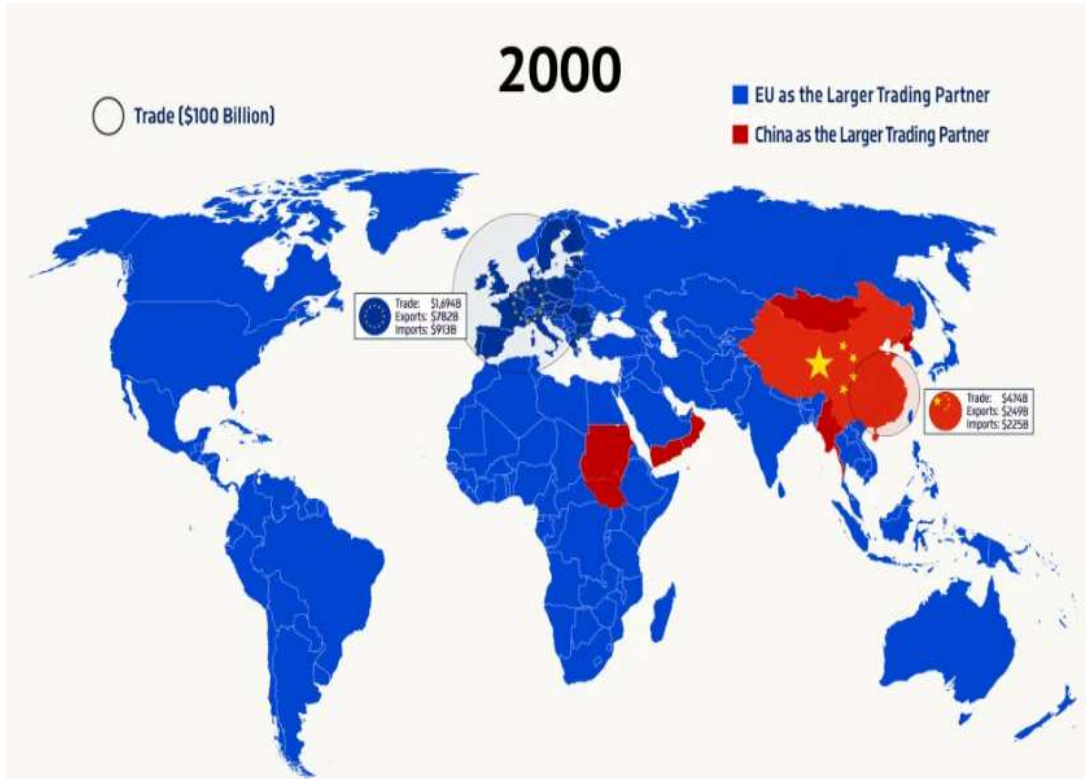 2000
Trade ($100 Billion)
EU as the Larger Trading Partner
China as the Larger Trading Partner
Trade: $1,694B
Exports: $782B
Imports: $913B
Trade: $474B
Exports: $249B
Imports: $225B